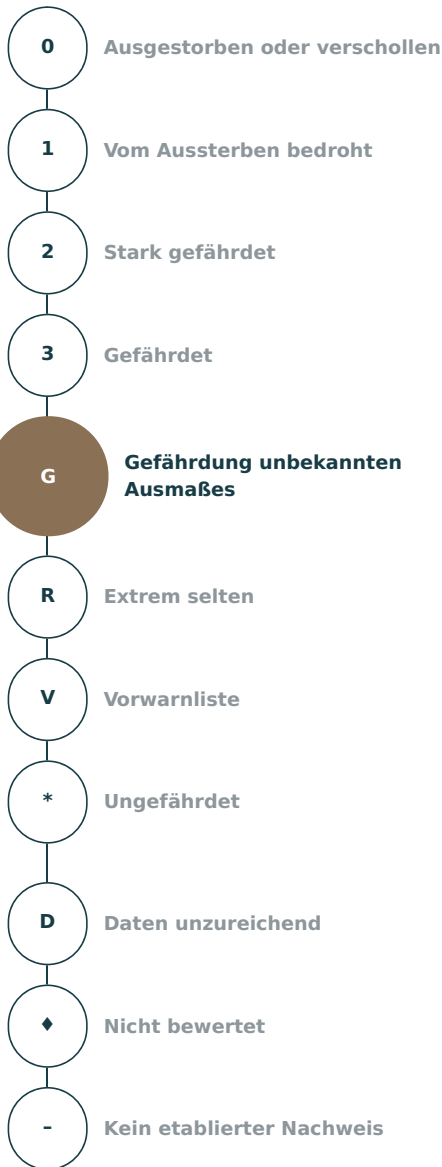 0 Ausgestorben oder verschollen
1 Vom Aussterben bedroht
2 Stark gefährdet
3 Gefährdet
G Gefährdung unbekannten
Ausmaßes
R Extrem selten
V Vorwarnliste
* Ungefährdet
D Daten unzureichend
♦ Nicht bewertet
– Kein etablierter Nachweis